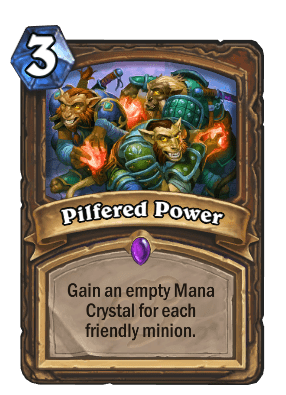 3
Pilfered Power
Gain an empty Mana
Crystal for each
friendly minion.